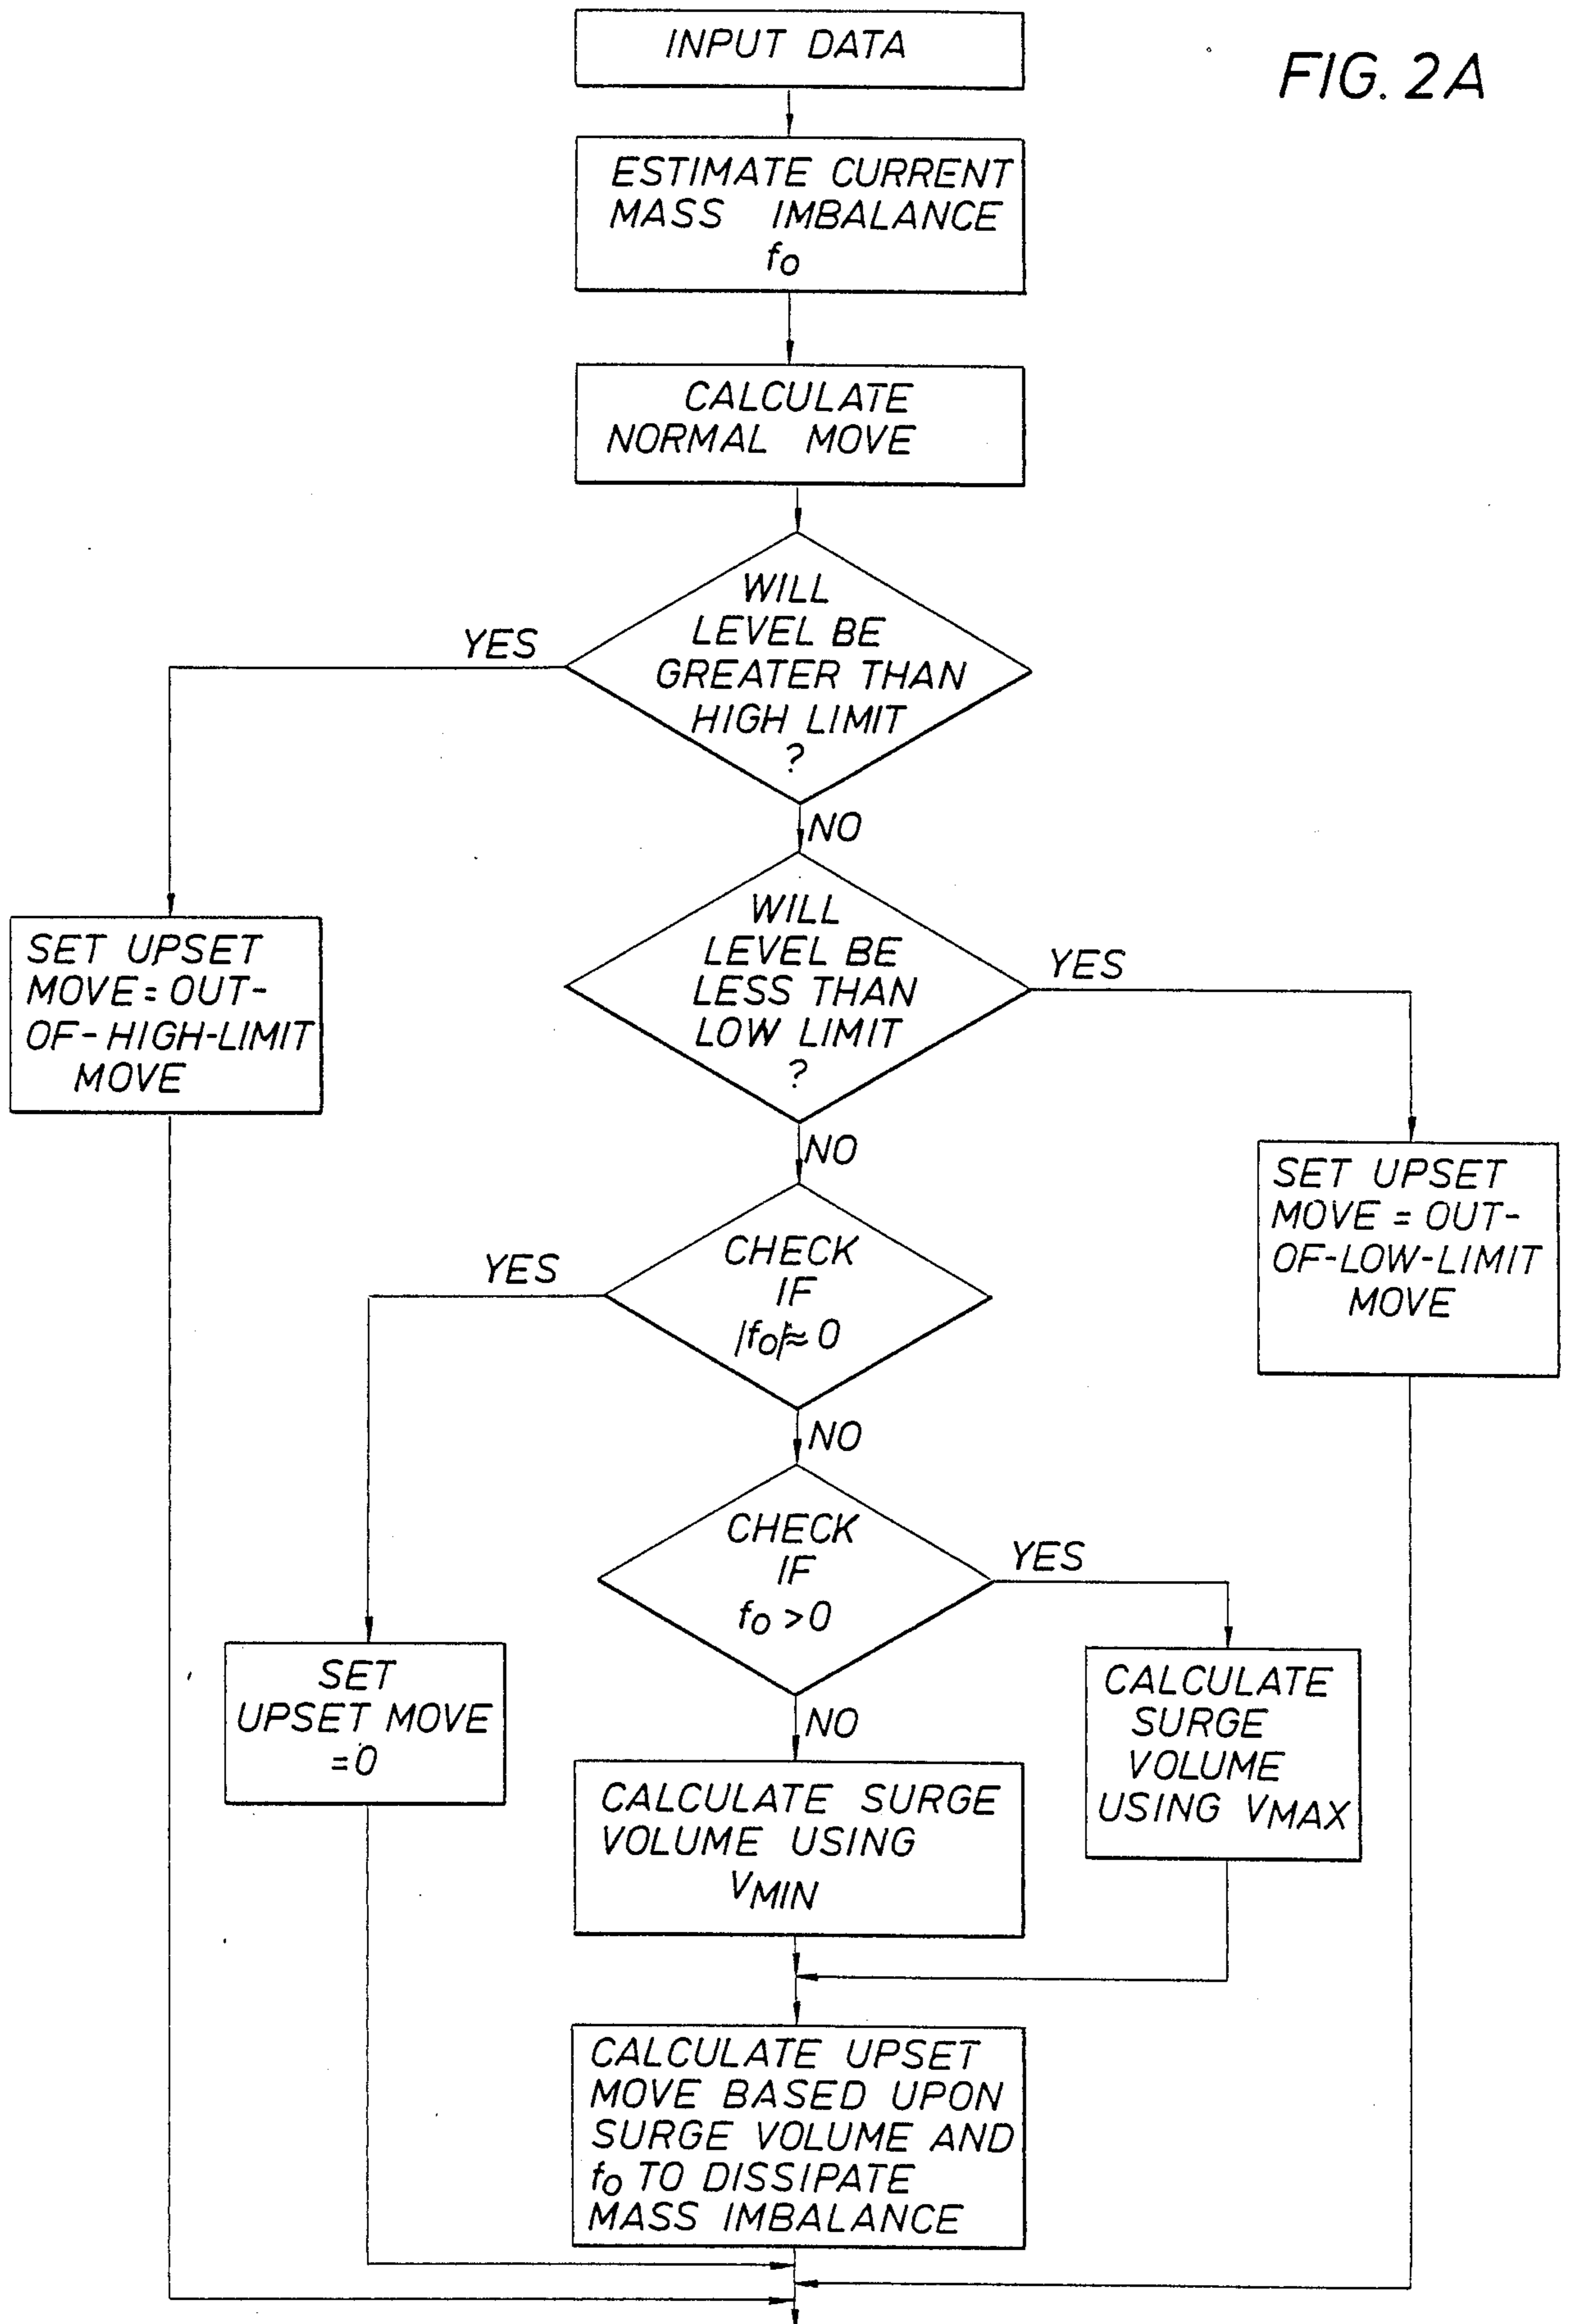 INPUT DATA
FIG. 2A
ESTIMATE CURRENT
MASS IMBALANCE
fo
CALCULATE
NORMAL MOVE
WILL
LEVEL BE
GREATER THAN
HIGH LIMIT
?
YES
NO
SET UPSET
MOVE = OUT-
OF-HIGH-LIMIT
MOVE
WILL
LEVEL BE
LESS THAN
LOW LIMIT
?
YES
NO
SET UPSET
MOVE = OUT-
OF-LOW-LIMIT
MOVE
CHECK
IF
|fo|≈0
YES
NO
CHECK
IF
fo >0
YES
NO
SET
UPSET MOVE
=0
CALCULATE
SURGE
VOLUME
USING VMAX
CALCULATE SURGE
VOLUME USING
VMIN
CALCULATE UPSET
MOVE BASED UPON
SURGE VOLUME AND
fo TO DISSIPATE
MASS IMBALANCE